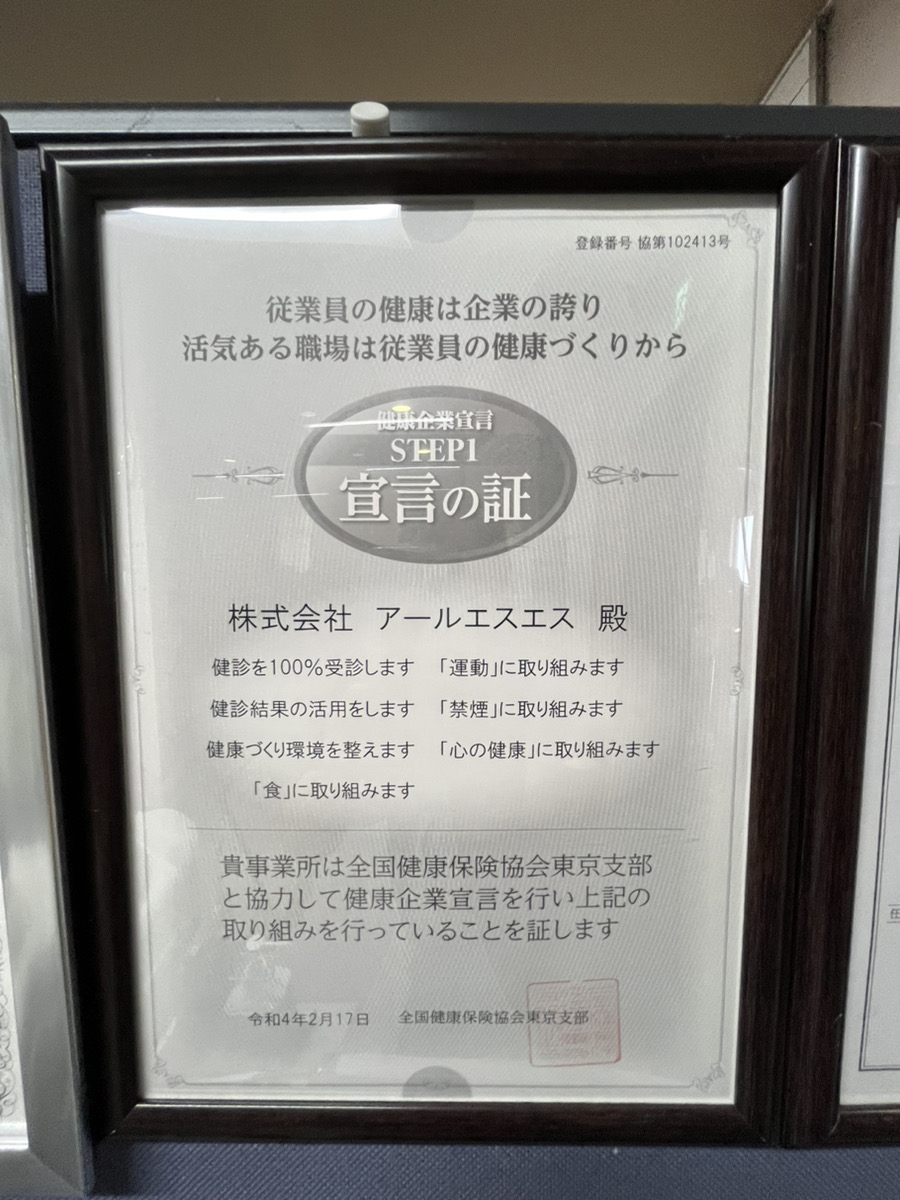 登録番号 協第102413号
従業員の健康は企業の誇り
活気ある職場は従業員の健康づくりから
健康企業宣言
STEP1
宣言の証
株式会社 アールエスエス 殿
健診を100%受診します 「運動」に取り組みます
健診結果の活用をします 「禁煙」に取り組みます
健康づくり環境を整えます 「心の健康」に取り組みます
「食」に取り組みます
貴事業所は全国健康保険協会東京支部
と協力して健康企業宣言を行い上記の
取り組みを行っていることを証します
令和4年2月17日 全国健康保険協会東京支部